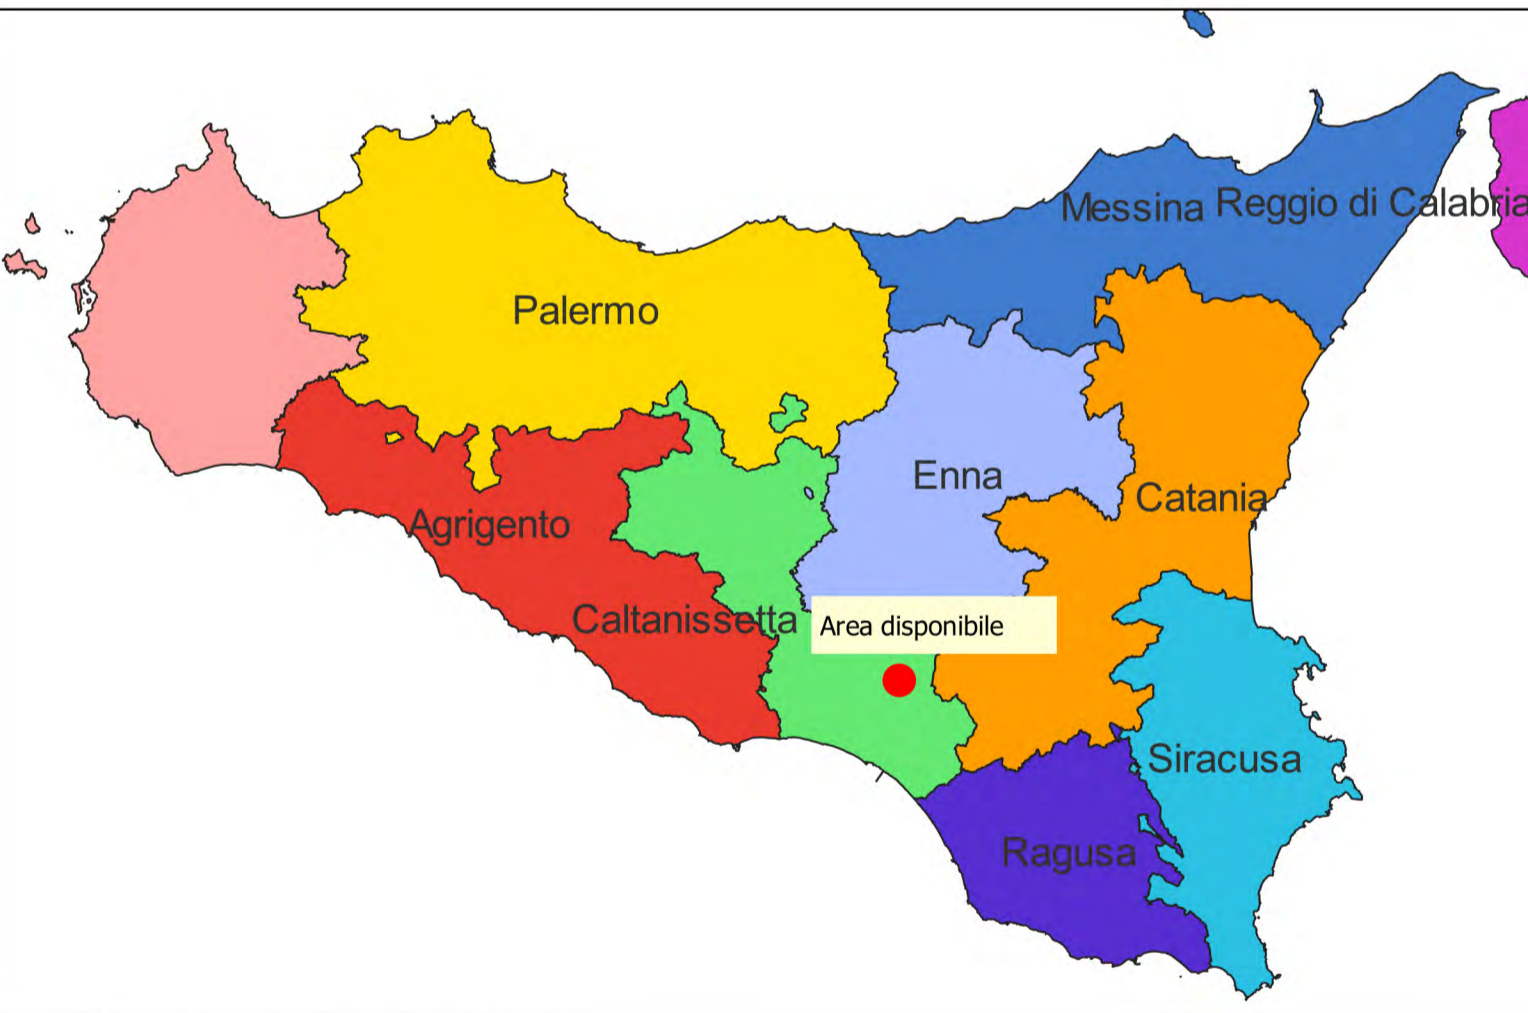 Messina
Reggio di Calabria
Palermo
Enna
Catania
Agrigento
Caltanissetta
Area disponibile
Siracusa
Ragusa